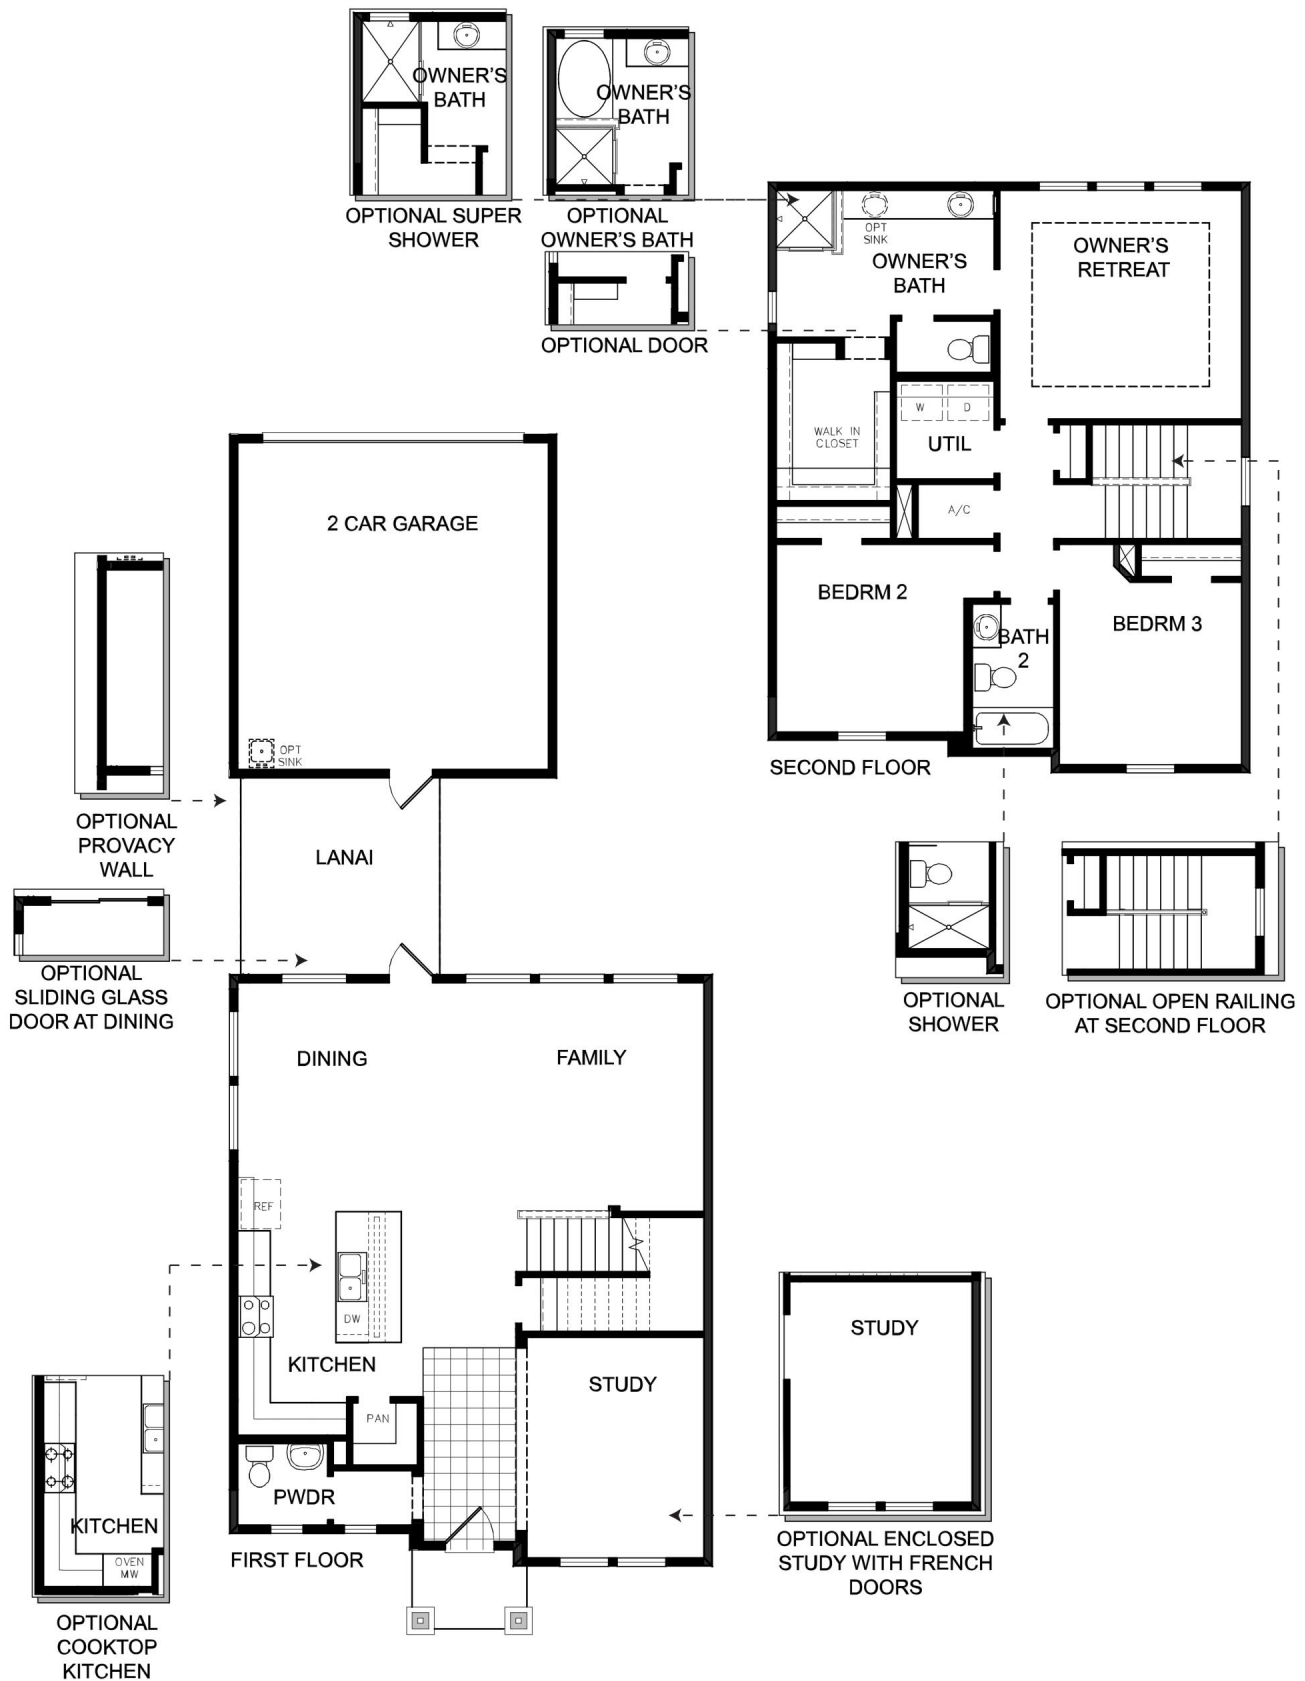 OWNER'S
BATH
OPTIONAL SUPER
SHOWER
OWNER'S
BATH
OPTIONAL
OWNER'S BATH
OPTIONAL DOOR
OPT
SINK
OWNER'S
BATH
OWNER'S
RETREAT
W
D
UTIL
WALK IN
CLOSET
A/C
BEDRM 2
BATH
2
BEDRM 3
SECOND FLOOR
2 CAR GARAGE
OPT
SINK
OPTIONAL
PROVACY
WALL
LANAI
OPTIONAL
SLIDING GLASS
DOOR AT DINING
OPTIONAL
SHOWER
OPTIONAL OPEN RAILING
AT SECOND FLOOR
DINING
FAMILY
REF
DW
KITCHEN
PAN
STUDY
PWDR
FIRST FLOOR
STUDY
OPTIONAL ENCLOSED
STUDY WITH FRENCH
DOORS
KITCHEN
OVEN
MW
OPTIONAL
COOKTOP
KITCHEN